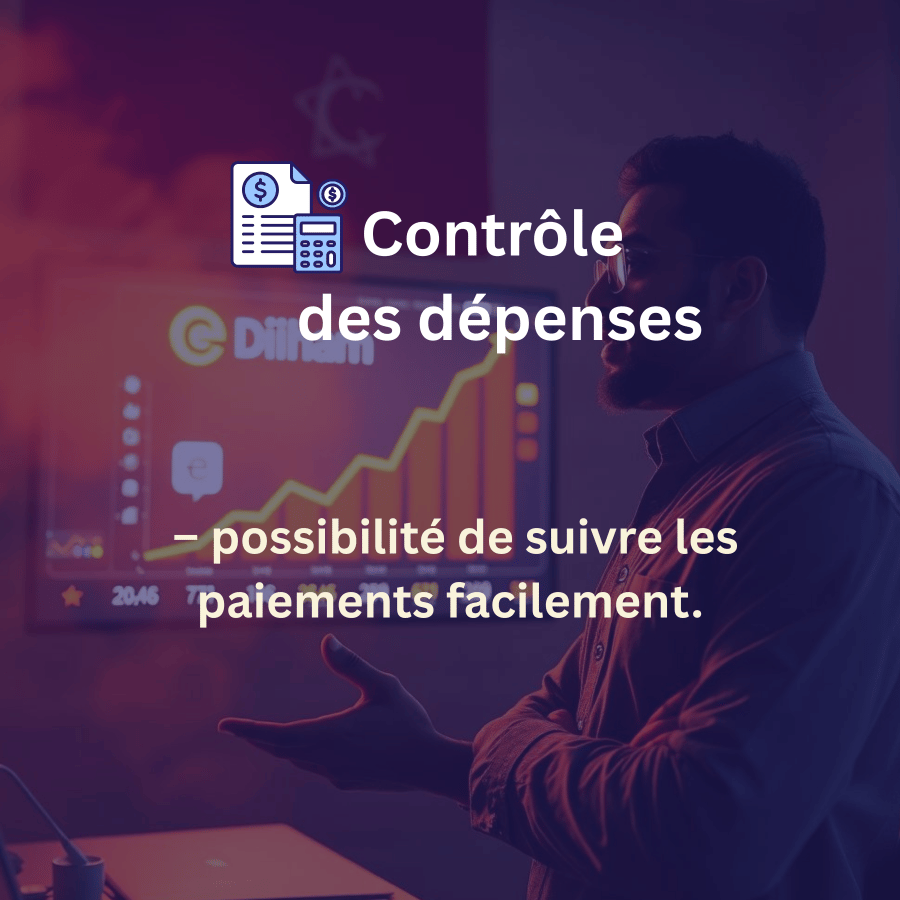 Contrôle
des dépenses
– possibilité de suivre les
paiements facilement.